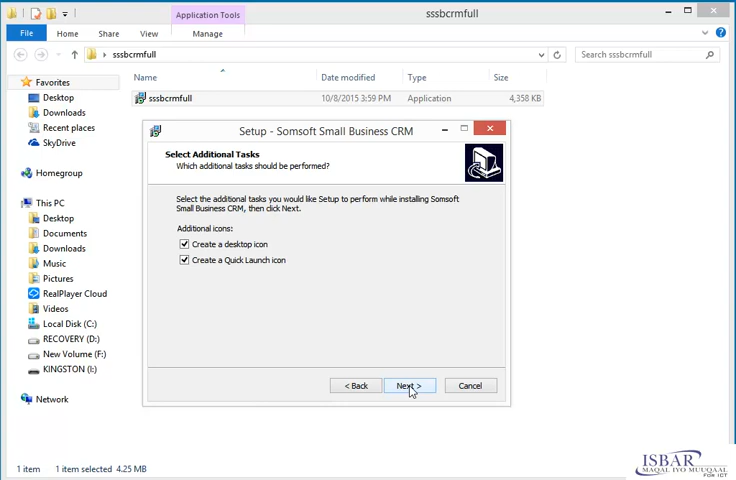 Application Tools
sssbcrmfull
File
Home
Share
View
Manage
sssbcrmfull
Search sssbcrmfull
Name
Date modified
Type
Size
sssbcrmfull
10/8/2015 3:59 PM
Application
4,358 KB
Favorites
Desktop
Downloads
Recent places
SkyDrive
Homegroup
This PC
Desktop
Documents
Downloads
Music
Pictures
RealPlayer Cloud
Videos
Local Disk (C:)
RECOVERY (D:)
New Volume (F:)
KINGSTON (I:)
Network
Setup - Somsoft Small Business CRM
Select Additional Tasks
Which additional tasks should be performed?
Select the additional tasks you would like Setup to perform while installing Somsoft
Small Business CRM, then click Next.
Additional icons:
Create a desktop icon
Create a Quick Launch icon
< Back
Next >
Cancel
1 item
1 item selected 4.25 MB
ISBAR
MAQAL IYO MUUQAAL
For ICT